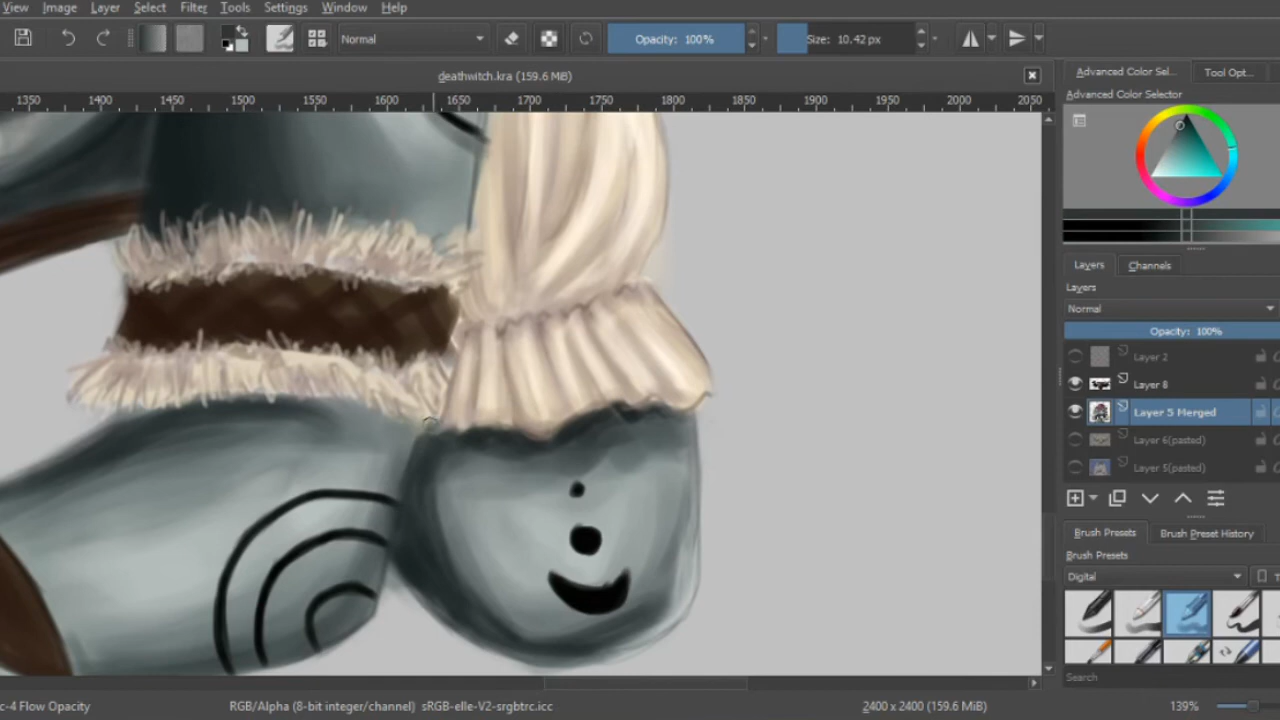 View Image Layer Select Filter Tools Settings Window Help
Normal Opacity: 100% Size: 10.42 px
deathwitch.kra (159.6 MiB)
Advanced Color Sel... Tool Opt...
Advanced Color Selector
1350 1400 1450 1500 1550 1600 1650 1700 1750 1800 1850 1900 1950 2000 2050
Layers Channels
Layers
Normal
Opacity: 100%
Layer 2
Layer 8
Layer 5 Merged
Layer 6(pasted)
Layer 5(pasted)
Brush Presets Brush Preset History
Brush Presets
Digital
Search
c-4 Flow Opacity RGB/Alpha (8-bit integer/channel) sRGB-elle-V2-srgbtrc.icc 2400 x 2400 (159.6 MiB) 139%